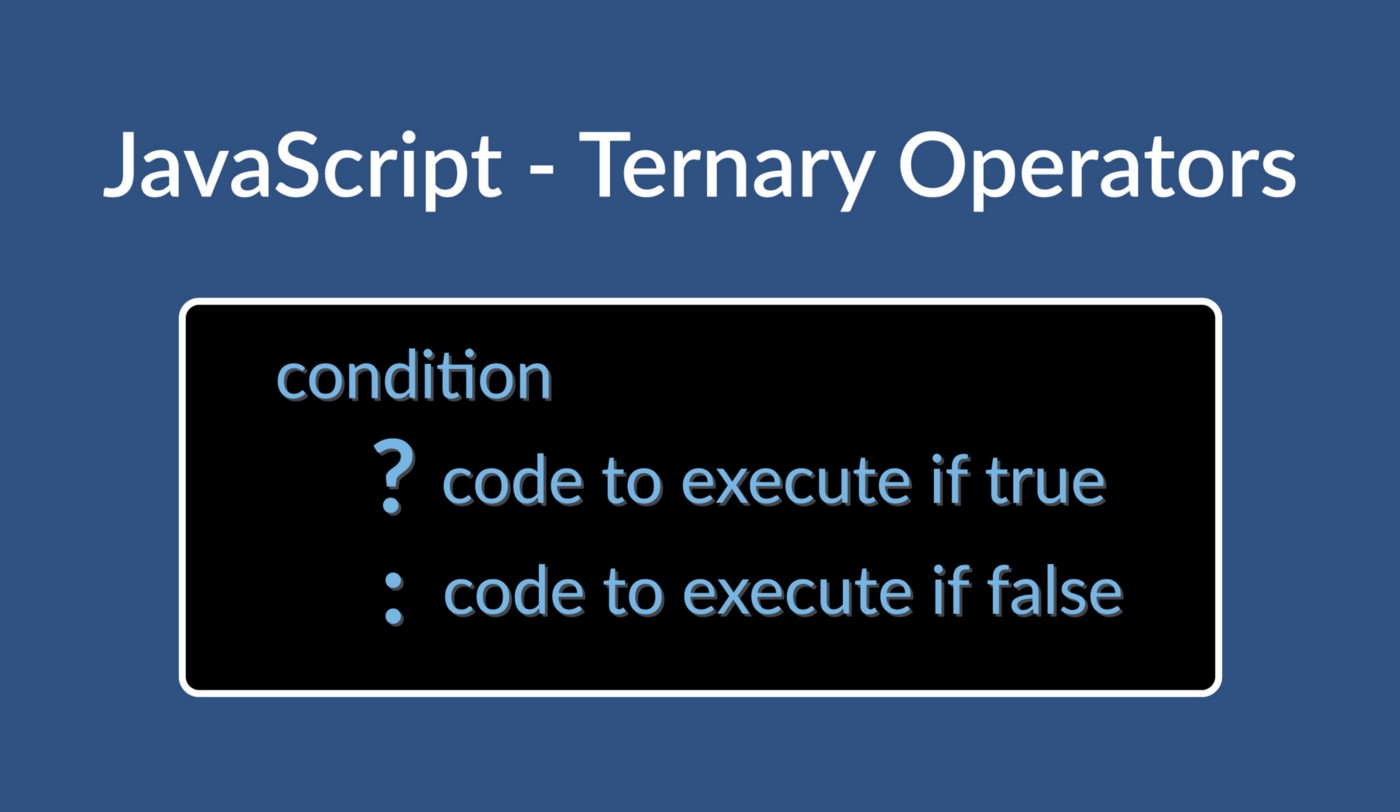 JavaScript - Ternary Operators
condition
? code to execute if true
: code to execute if false